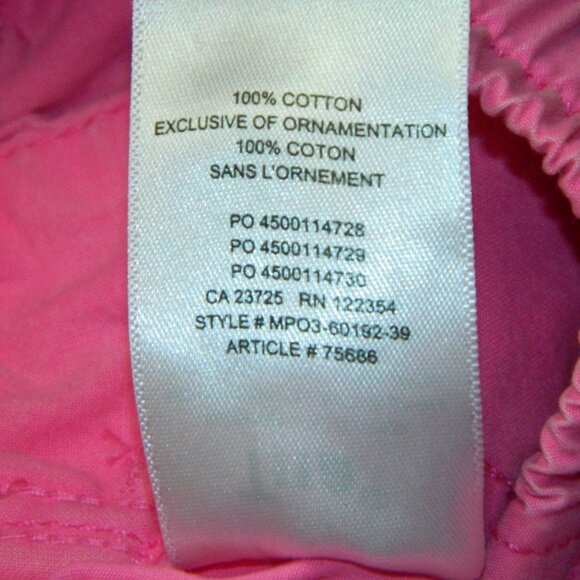 100% COTTON
EXCLUSIVE OF ORNAMENTATION
100% COTON
SANS L'ORNEMENT
PO 4500114728
PO 4500114729
PO 4500114730
CA 23725 RN 122354
STYLE # MPO3-60192-39
ARTICLE # 75686